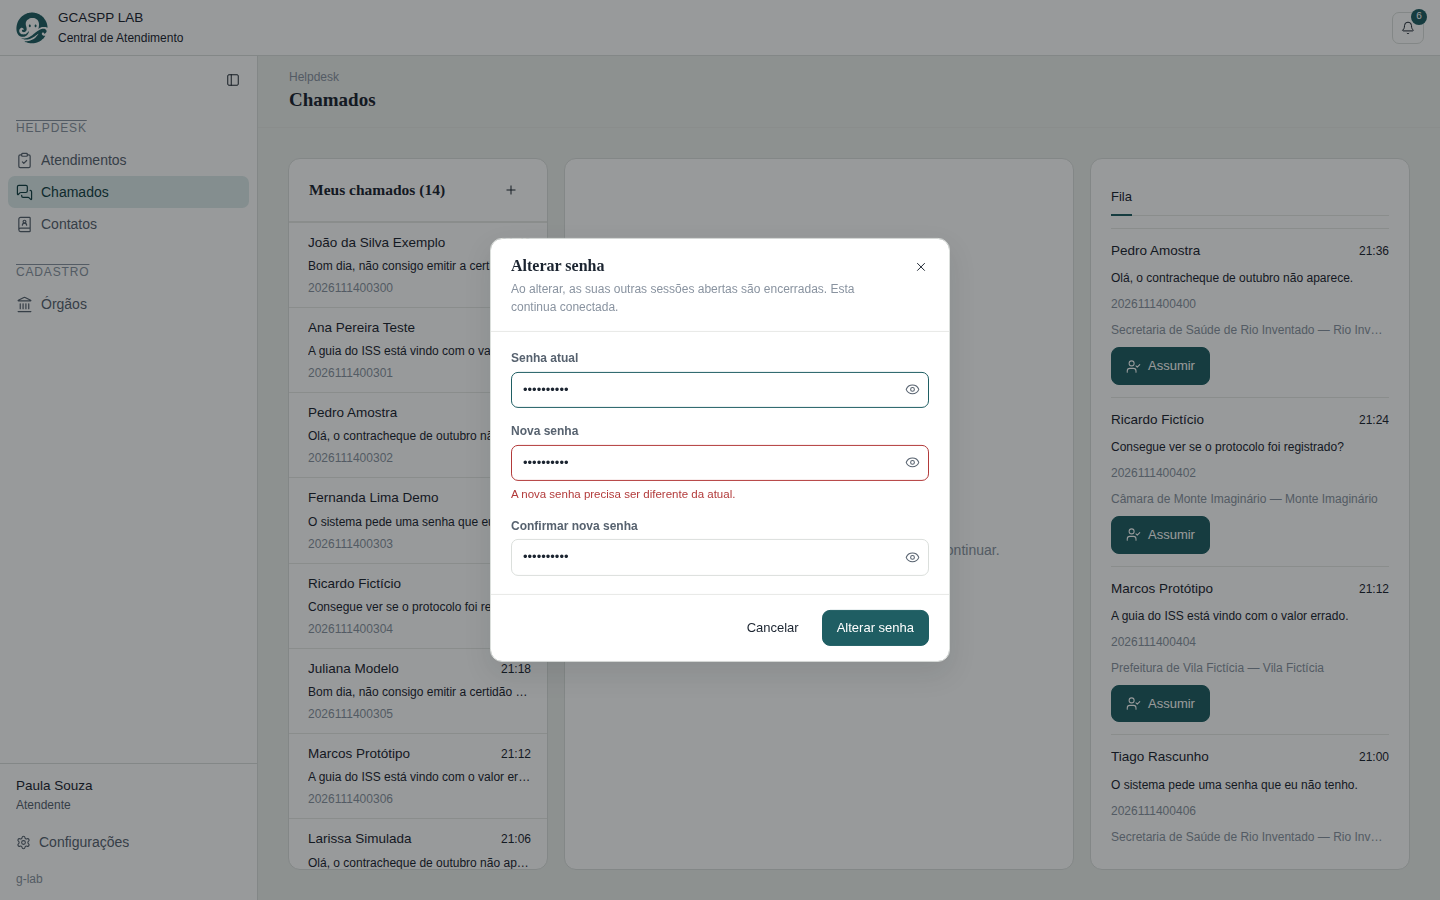 GCASPP LAB
Central de Atendimento
6
HELPDESK
Atendimentos
Chamados
Contatos
CADASTRO
Órgãos
Paula Souza
Atendente
Configurações
g-lab
Helpdesk
Chamados
Meus chamados (14)
João da Silva Exemplo
Bom dia, não consigo emitir a cert
2026111400300
Ana Pereira Teste
A guia do ISS está vindo com o va
2026111400301
Pedro Amostra
Olá, o contracheque de outubro nã
2026111400302
Fernanda Lima Demo
O sistema pede uma senha que eu
2026111400303
Ricardo Fictício
Consegue ver se o protocolo foi re
2026111400304
Juliana Modelo 21:18
Bom dia, não consigo emitir a certidão …
2026111400305
Marcos Protótipo 21:12
A guia do ISS está vindo com o valor er…
2026111400306
Larissa Simulada 21:06
Olá, o contracheque de outubro não ap…
ontinuar.
Alterar senha
Ao alterar, as suas outras sessões abertas são encerradas. Esta
continua conectada.
Senha atual
••••••••••
Nova senha
••••••••••
A nova senha precisa ser diferente da atual.
Confirmar nova senha
••••••••••
Cancelar
Alterar senha
Fila
Pedro Amostra 21:36
Olá, o contracheque de outubro não aparece.
2026111400400
Secretaria de Saúde de Rio Inventado — Rio Inv…
Assumir
Ricardo Fictício 21:24
Consegue ver se o protocolo foi registrado?
2026111400402
Câmara de Monte Imaginário — Monte Imaginário
Assumir
Marcos Protótipo 21:12
A guia do ISS está vindo com o valor errado.
2026111400404
Prefeitura de Vila Fictícia — Vila Fictícia
Assumir
Tiago Rascunho 21:00
O sistema pede uma senha que eu não tenho.
2026111400406
Secretaria de Saúde de Rio Inventado — Rio Inv…